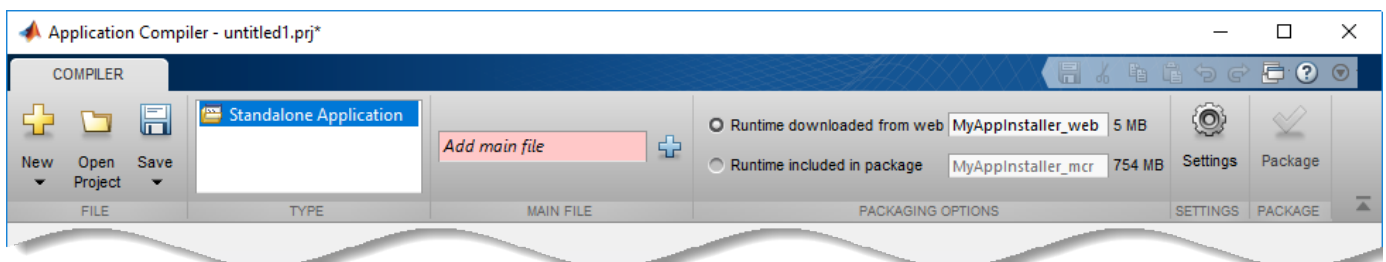 Application Compiler - untitled1.prj*
COMPILER
New
Open Project
Save
FILE
Standalone Application
TYPE
Add main file
MAIN FILE
Runtime downloaded from web MyAppInstaller_web 5 MB
Runtime included in package MyAppInstaller_mcr 754 MB
PACKAGING OPTIONS
Settings
SETTINGS
Package
PACKAGE